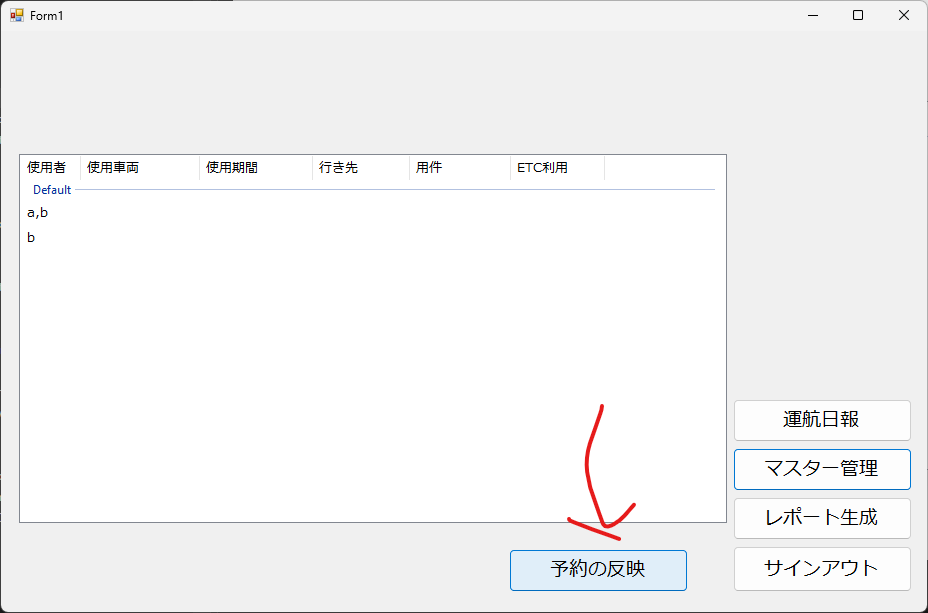 Form1
使用者 使用車両 使用期間 行き先 用件 ETC利用
Default
a,b
b
運航日報
マスター管理
レポート生成
予約の反映
サインアウト